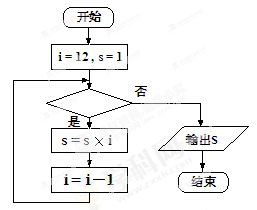 开始
i = 12 , s = 1
否
是
s = s × i
输出S
i = i－1
结束